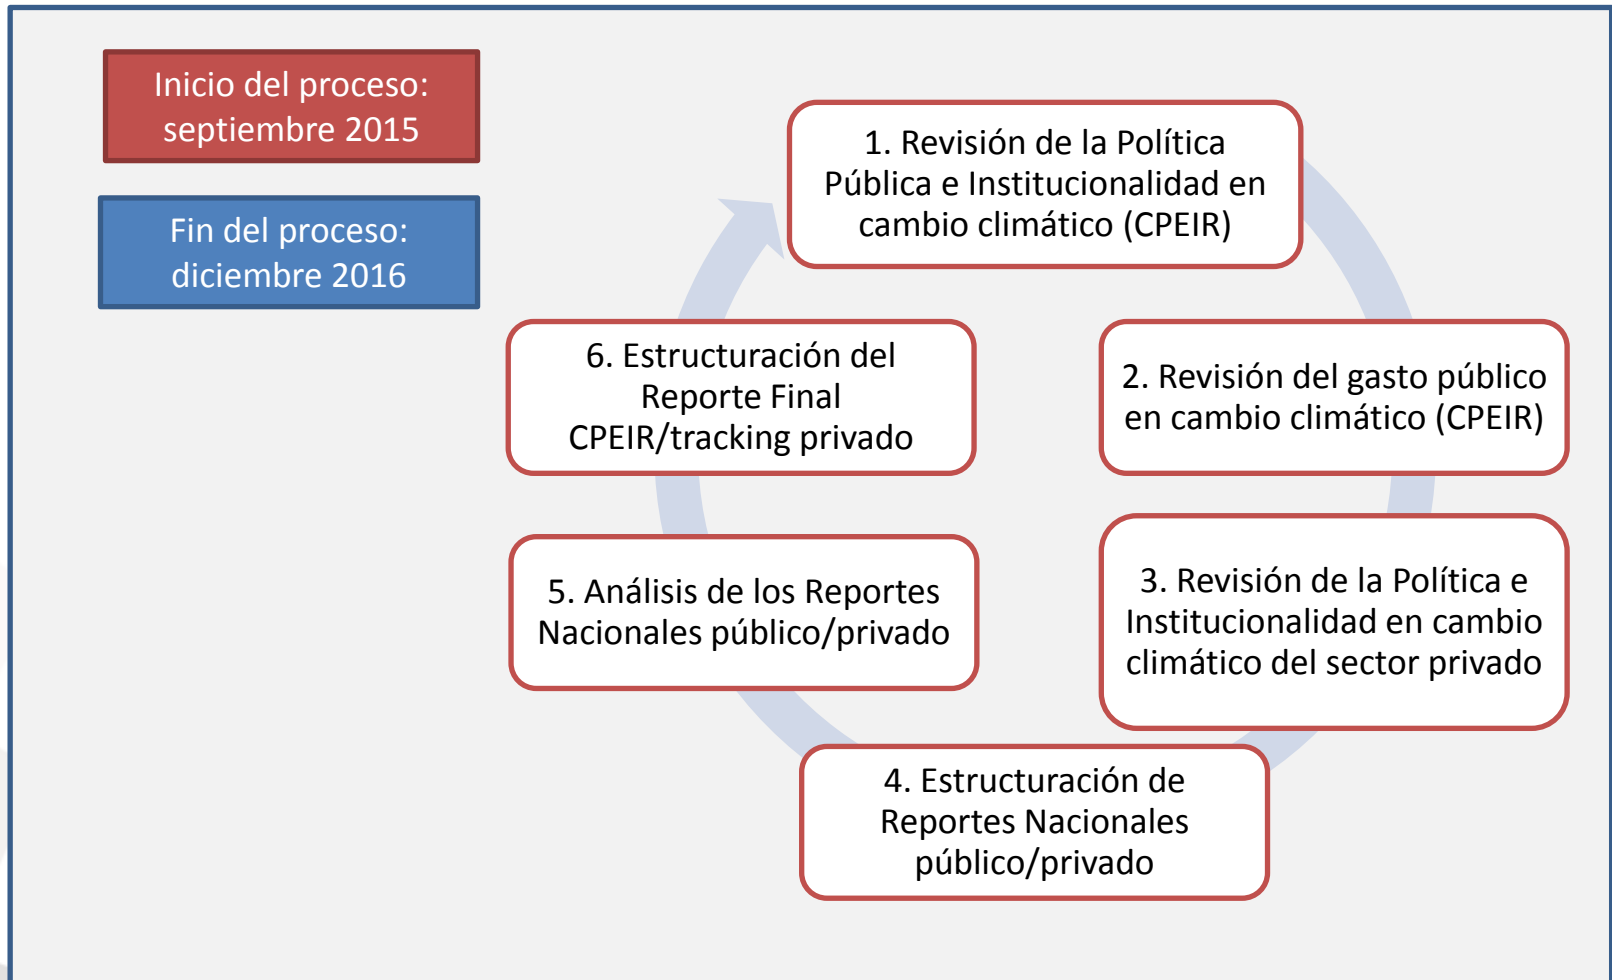 Inicio del proceso:
septiembre 2015
Fin del proceso:
diciembre 2016
1. Revisión de la Política
Pública e Institucionalidad en
cambio climático (CPEIR)
2. Revisión del gasto público
en cambio climático (CPEIR)
3. Revisión de la Política e
Institucionalidad en cambio
climático del sector privado
4. Estructuración de
Reportes Nacionales
público/privado
5. Análisis de los Reportes
Nacionales público/privado
6. Estructuración del
Reporte Final
CPEIR/tracking privado